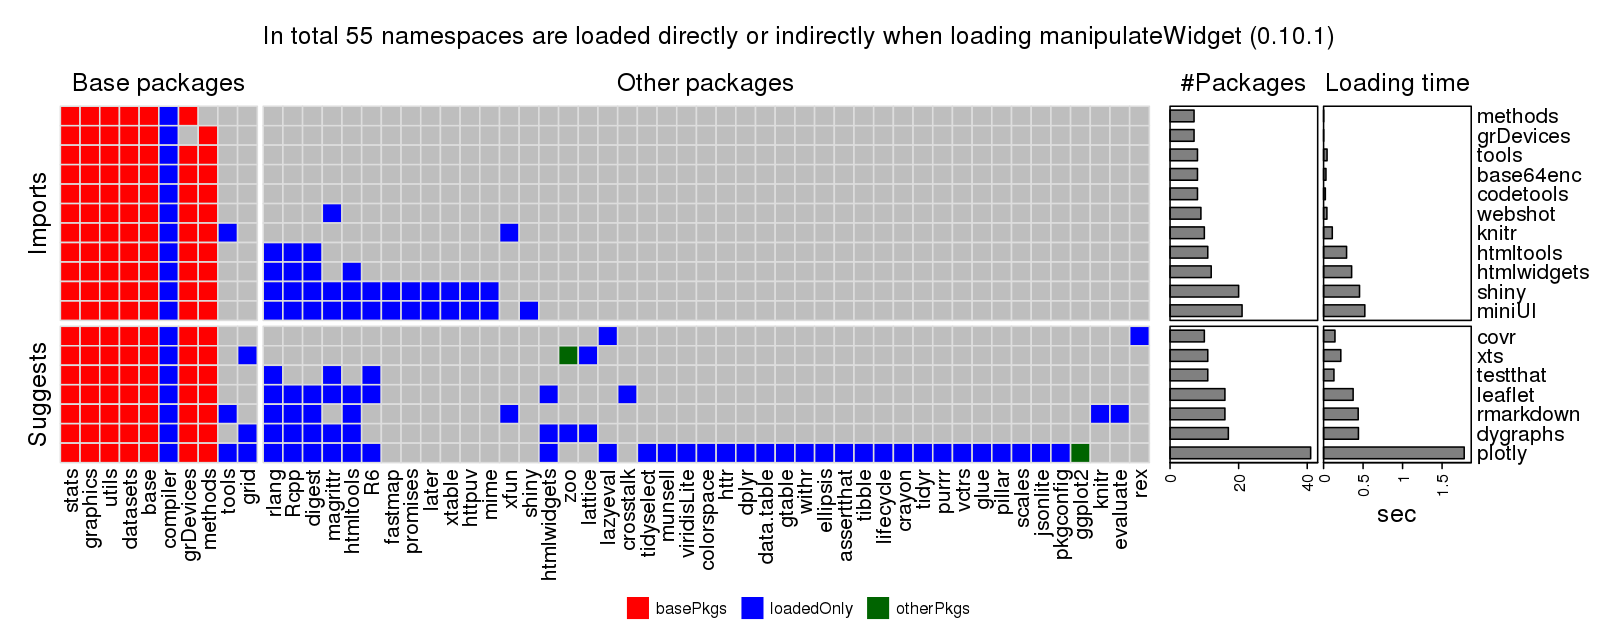 In total 55 namespaces are loaded directly or indirectly when loading manipulateWidget (0.10.1)
Base packages
Other packages
#Packages
Loading time
Imports
methods
grDevices
tools
base64enc
codetools
webshot
knitr
htmltools
htmlwidgets
shiny
miniUI
Suggests
covr
xts
testthat
leaflet
rmarkdown
dygraphs
plotly
stats
graphics
utils
datasets
base
compiler
grDevices
methods
tools
grid
rlang
Rcpp
digest
magrittr
htmltools
R6
fastmap
promises
later
xtable
httpuv
mime
xfun
shiny
htmlwidgets
zoo
lattice
lazyeval
crosstalk
tidyselect
munsell
viridisLite
colorspace
httr
dplyr
data.table
gtable
withr
ellipsis
assertthat
tibble
lifecycle
crayon
tidyr
purrr
vctrs
glue
pillar
scales
jsonlite
pkgconfig
ggplot2
knitr
evaluate
rex
0
20
40
0
0.5
1
1.5
sec
basePkgs
loadedOnly
otherPkgs